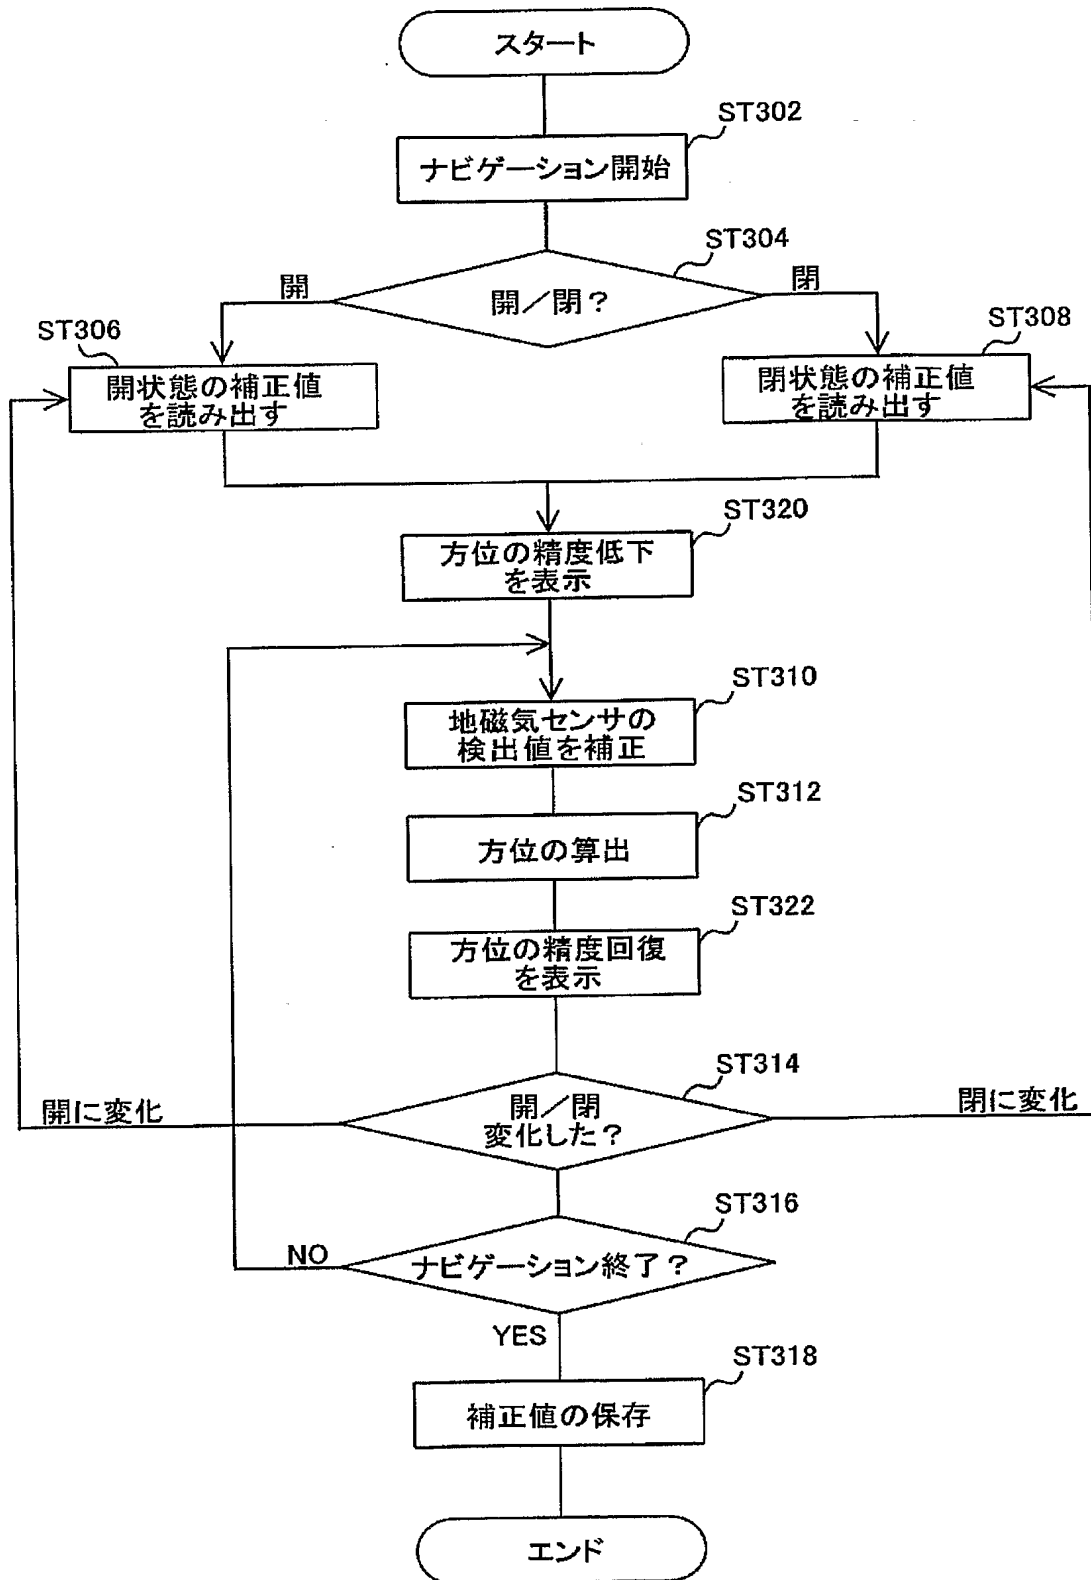 スタート
ST302
ナビゲーション開始
ST304
開
開／閉？
閉
ST306
開状態の補正値
を読み出す
ST308
閉状態の補正値
を読み出す
ST320
方位の精度低下
を表示
ST310
地磁気センサの
検出値を補正
ST312
方位の算出
ST322
方位の精度回復
を表示
ST314
開に変化
開／閉
変化した？
閉に変化
ST316
NO
ナビゲーション終了？
YES
ST318
補正値の保存
エンド